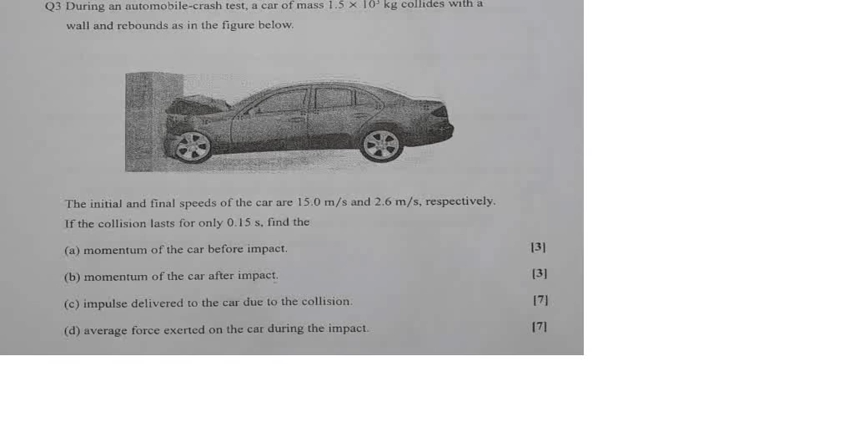 Q3 During an automobile-crash test, a car of mass 1.5 × 10³ kg collides with a
wall and rebounds as in the figure below.
The initial and final speeds of the car are 15.0 m/s and 2.6 m/s, respectively.
If the collision lasts for only 0.15 s, find the
(a) momentum of the car before impact. [3]
(b) momentum of the car after impact. [3]
(c) impulse delivered to the car due to the collision. [7]
(d) average force exerted on the car during the impact. [7]